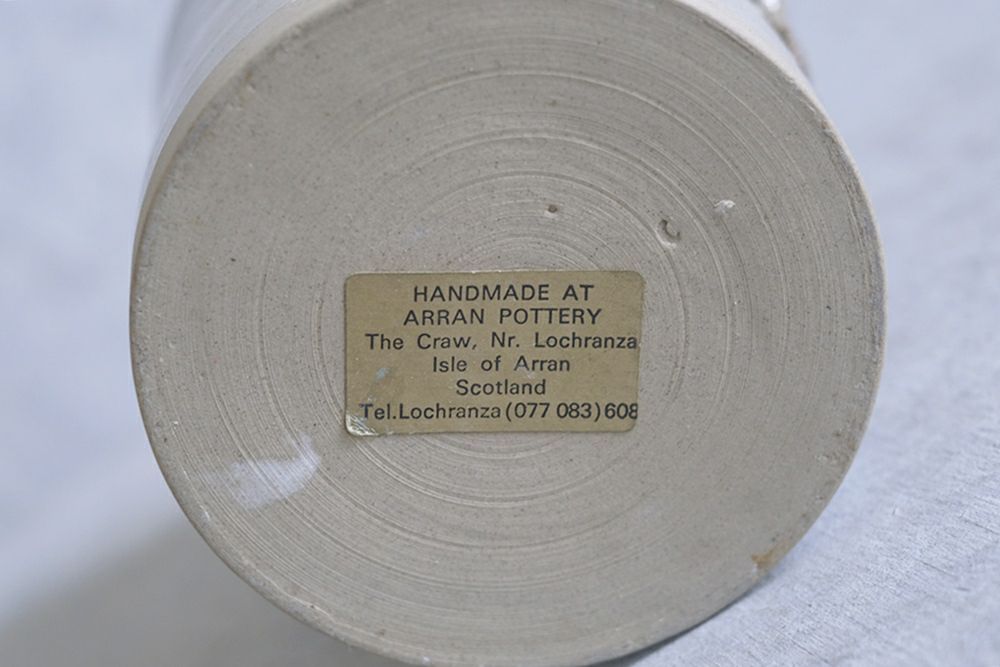 HANDMADE AT
ARRAN POTTERY
The Craw, Nr. Lochranza
Isle of Arran
Scotland
Tel.Lochranza (077 083) 608